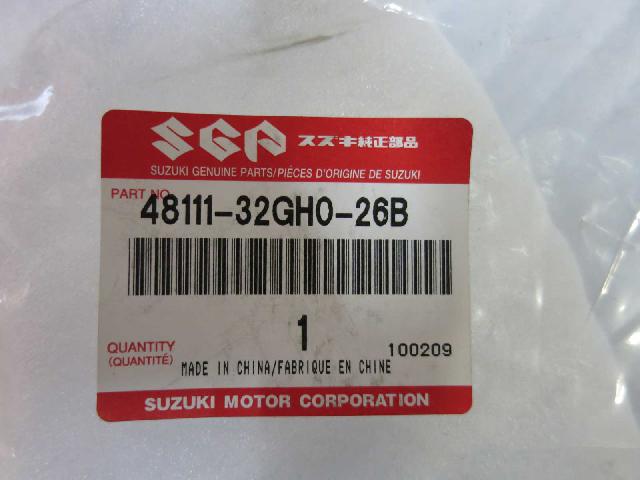 SGP スズキ純正部品
SUZUKI GENUINE PARTS/PIÈCES D'ORIGINE DE SUZUKI
PART NO.
48111-32GH0-26B
1
QUANTITY
(QUANTITÉ)
100209
MADE IN CHINA/FABRIQUE EN CHINE
SUZUKI MOTOR CORPORATION